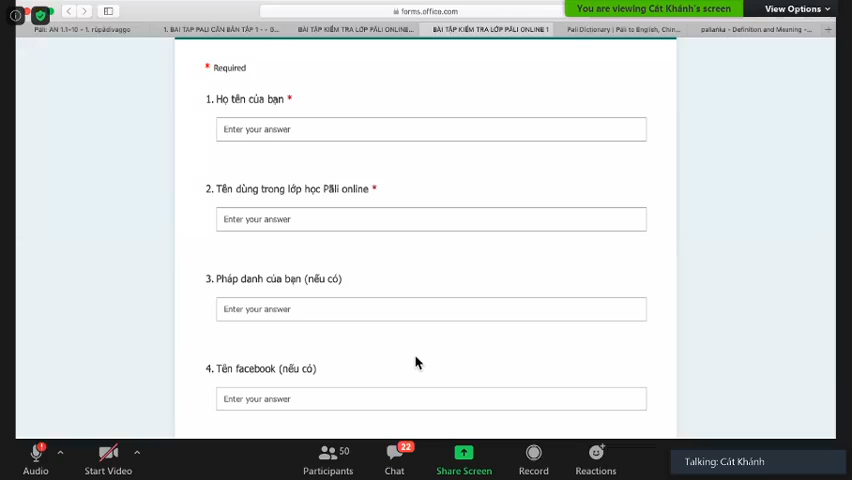 forms.office.com
You are viewing Cát Khánh's screen
View Options
Pāli: AN 1.1-10 – 1. rūpādivaggo
1. BAI TAP PALI CĂN BẢN TẬP 1 - - B...
BÀI TẬP KIỂM TRA LỚP PĀLI ONLINE...
BÀI TẬP KIỂM TRA LỚP PĀLI ONLINE 1
Pali Dictionary | Pāli to English, Chin...
pallaṅka - Definition and Meaning -...
* Required
1. Họ tên của bạn *
Enter your answer
2. Tên dùng trong lớp học Pāli online *
Enter your answer
3. Pháp danh của bạn (nếu có)
Enter your answer
4. Tên facebook (nếu có)
Enter your answer
Audio
Start Video
50
Participants
22
Chat
Share Screen
Record
Reactions
Talking: Cát Khánh